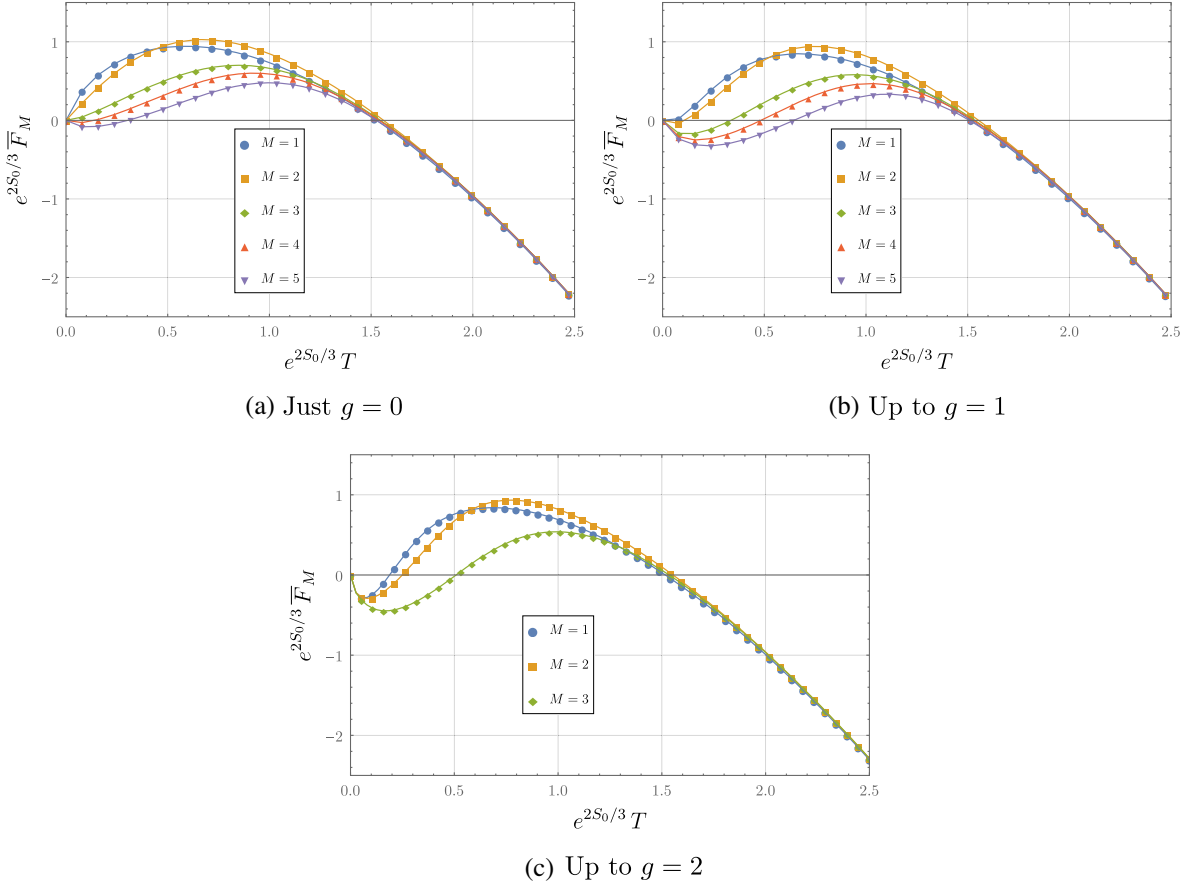 1
0
−1
−2
0.0 0.5 1.0 1.5 2.0 2.5
e^{2S_0/3} \overline{F}_M
e^{2S_0/3} T
M = 1
M = 2
M = 3
M = 4
M = 5
(a) Just g = 0
1
0
−1
−2
0.0 0.5 1.0 1.5 2.0 2.5
e^{2S_0/3} \overline{F}_M
e^{2S_0/3} T
M = 1
M = 2
M = 3
M = 4
M = 5
(b) Up to g = 1
1
0
−1
−2
0.0 0.5 1.0 1.5 2.0 2.5
e^{2S_0/3} \overline{F}_M
e^{2S_0/3} T
M = 1
M = 2
M = 3
(c) Up to g = 2